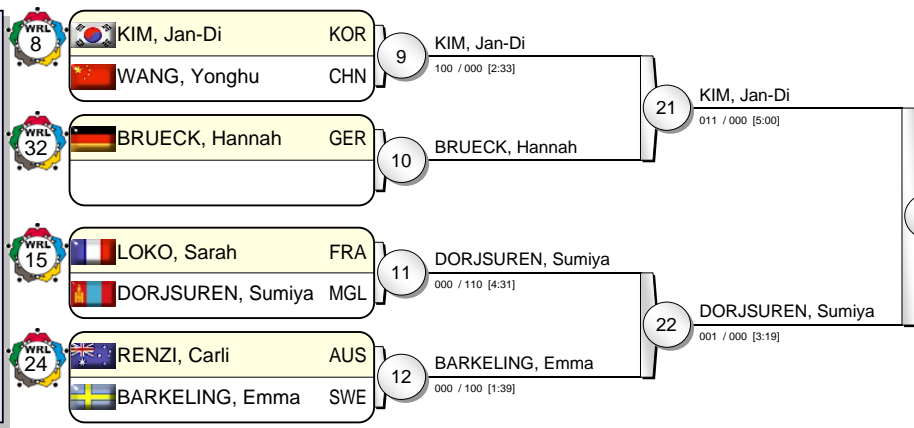 WRL 8
KIM, Jan-Di KOR
WANG, Yonghu CHN
9
KIM, Jan-Di
100 / 000 [2:33]
WRL 32
BRUECK, Hannah GER
10
BRUECK, Hannah
21
KIM, Jan-Di
011 / 000 [5:00]
WRL 15
LOKO, Sarah FRA
DORJSUREN, Sumiya MGL
11
DORJSUREN, Sumiya
000 / 110 [4:31]
WRL 24
RENZI, Carli AUS
BARKELING, Emma SWE
12
BARKELING, Emma
000 / 100 [1:39]
22
DORJSUREN, Sumiya
001 / 000 [3:19]